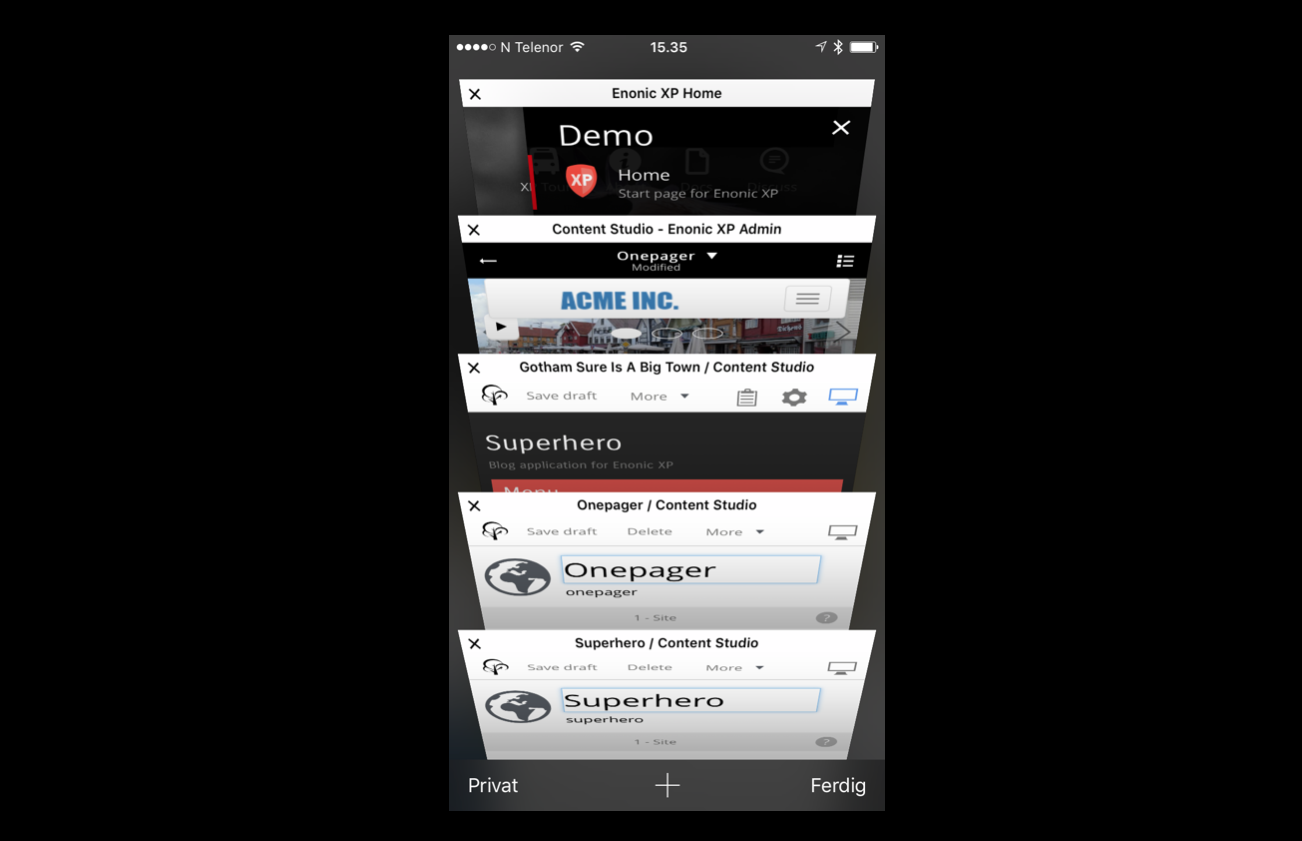 N Telenor 15.35
Enonic XP Home
Demo
XP
Home
Start page for Enonic XP
Content Studio - Enonic XP Admin
Onepager
Modified
ACME INC.
Gotham Sure Is A Big Town / Content Studio
Save draft More
Superhero
Blog application for Enonic XP
Menu
Onepager / Content Studio
Save draft Delete More
Onepager
onepager
1 - Site
?
Superhero / Content Studio
Save draft Delete More
Superhero
superhero
1 - Site
?
Privat Ferdig